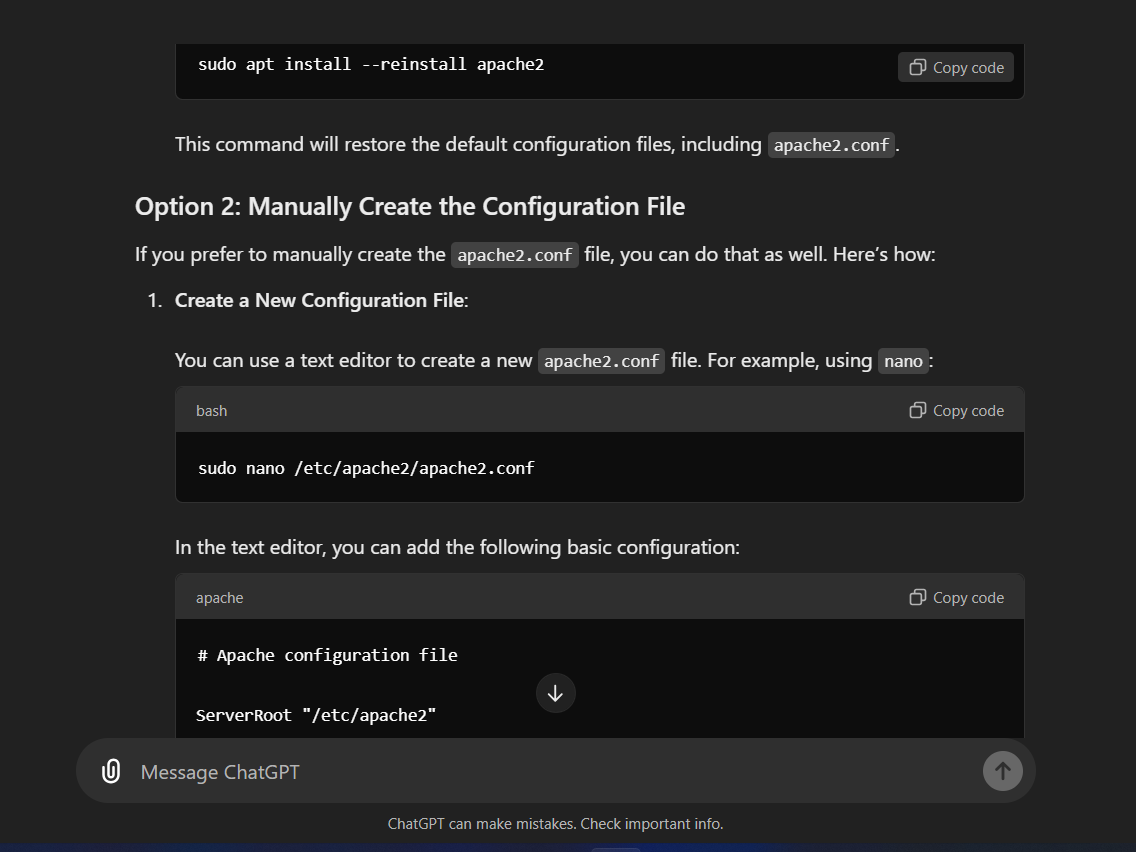 sudo apt install --reinstall apache2
Copy code
This command will restore the default configuration files, including apache2.conf.
Option 2: Manually Create the Configuration File
If you prefer to manually create the apache2.conf file, you can do that as well. Here’s how:
1. Create a New Configuration File:
You can use a text editor to create a new apache2.conf file. For example, using nano:
bash
Copy code
sudo nano /etc/apache2/apache2.conf
In the text editor, you can add the following basic configuration:
apache
Copy code
# Apache configuration file
ServerRoot "/etc/apache2"
Message ChatGPT
ChatGPT can make mistakes. Check important info.